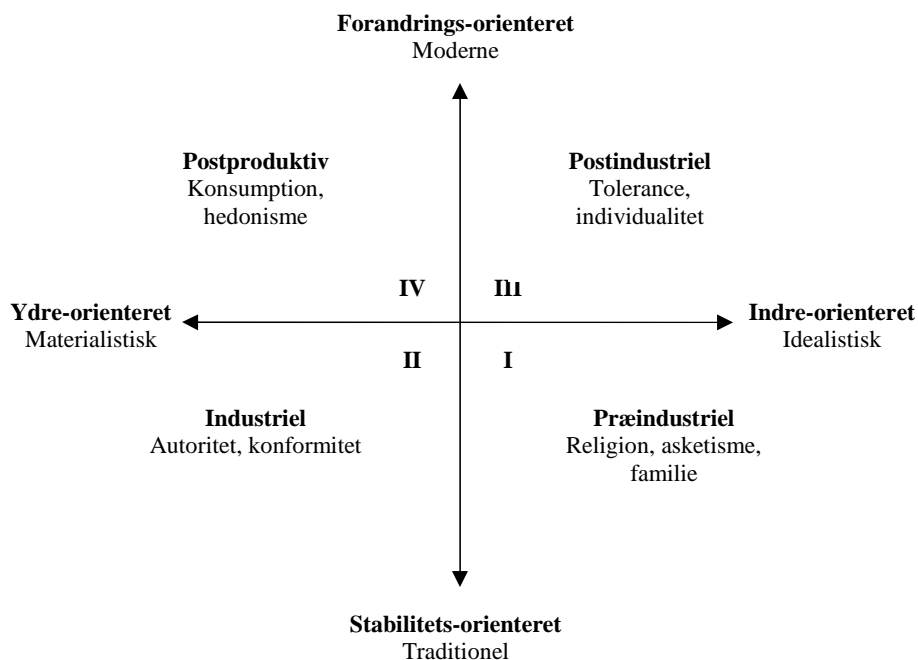 Forandrings-orienteret
Moderne
Postproduktiv
Konsumption,
hedonisme
Postindustriel
Tolerance,
individualitet
IV
III
Ydre-orienteret
Materialistisk
Indre-orienteret
Idealistisk
II
I
Industriel
Autoritet, konformitet
Præindustriel
Religion, asketisme,
familie
Stabilitets-orienteret
Traditionel